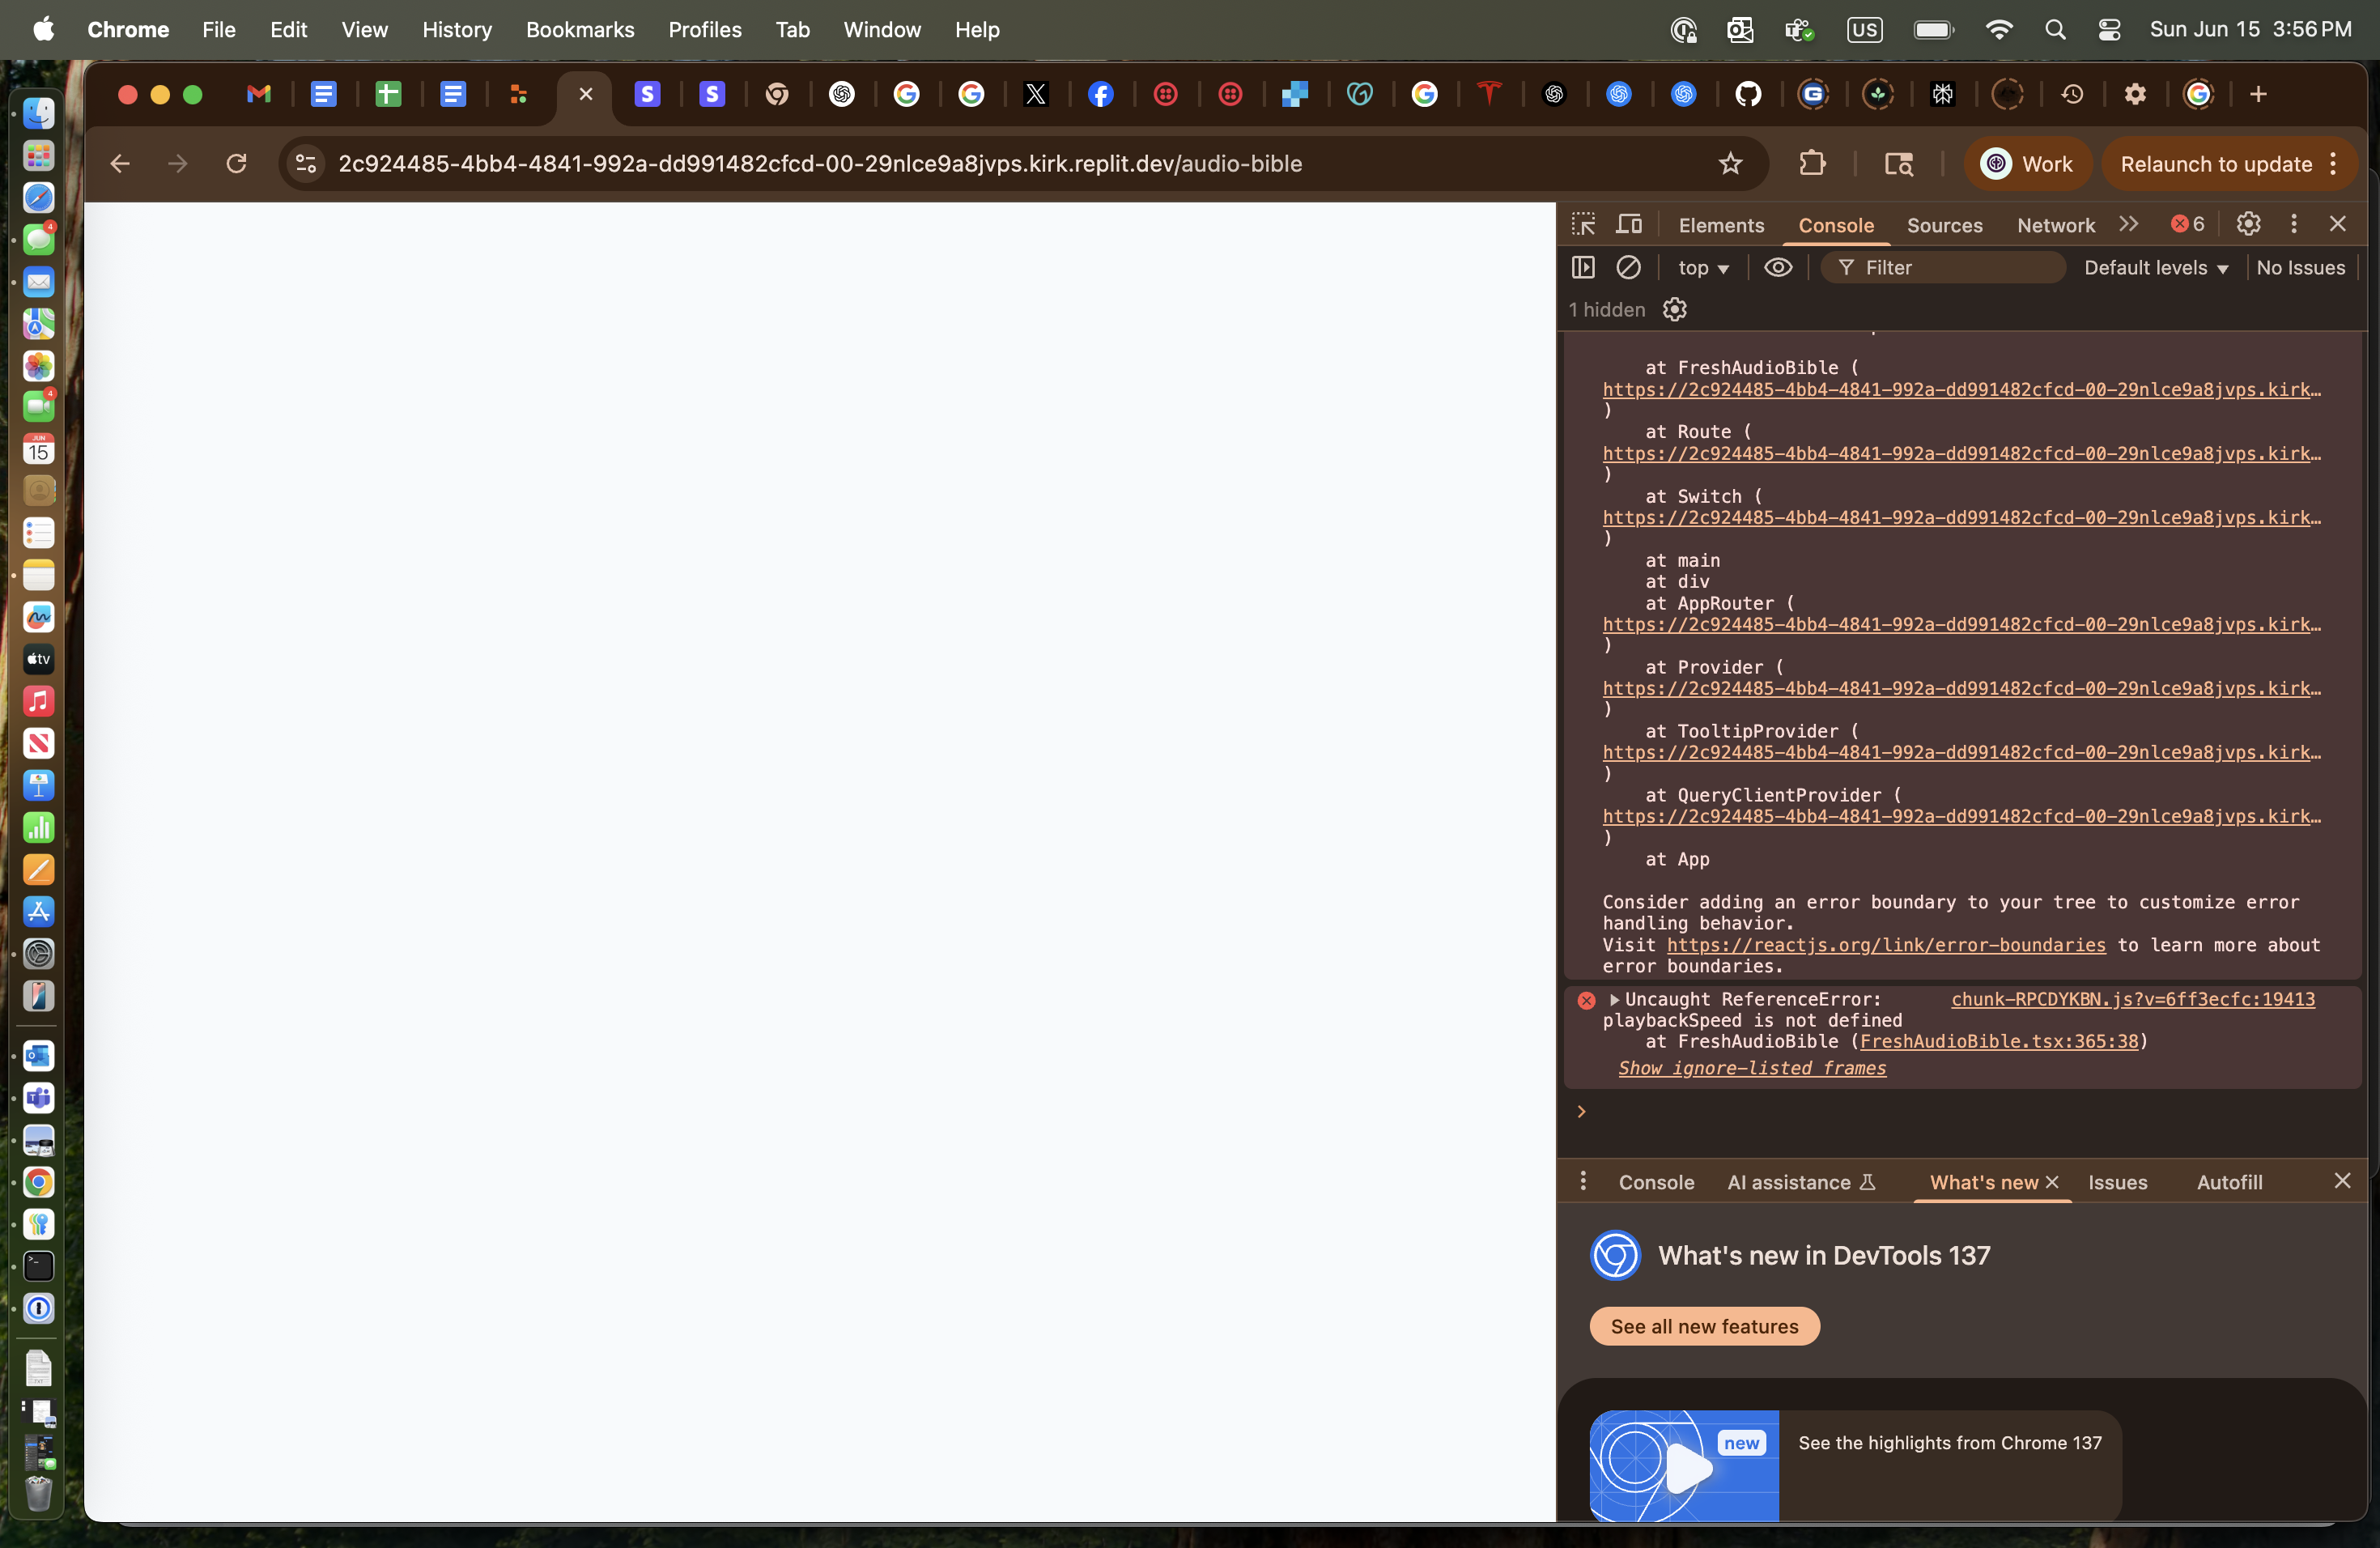 Chrome File Edit View History Bookmarks Profiles Tab Window Help US Sun Jun 15 3:56 PM
2c924485-4bb4-4841-992a-dd991482cfcd-00-29nlce9a8jvps.kirk.replit.dev/audio-bible Work Relaunch to update
Elements Console Sources Network 6
top Filter Default levels No Issues
1 hidden
at FreshAudioBible (
https://2c924485-4bb4-4841-992a-dd991482cfcd-00-29nlce9a8jvps.kirk…
)
at Route (
https://2c924485-4bb4-4841-992a-dd991482cfcd-00-29nlce9a8jvps.kirk…
)
at Switch (
https://2c924485-4bb4-4841-992a-dd991482cfcd-00-29nlce9a8jvps.kirk…
)
at main
at div
at AppRouter (
https://2c924485-4bb4-4841-992a-dd991482cfcd-00-29nlce9a8jvps.kirk…
)
at Provider (
https://2c924485-4bb4-4841-992a-dd991482cfcd-00-29nlce9a8jvps.kirk…
)
at TooltipProvider (
https://2c924485-4bb4-4841-992a-dd991482cfcd-00-29nlce9a8jvps.kirk…
)
at QueryClientProvider (
https://2c924485-4bb4-4841-992a-dd991482cfcd-00-29nlce9a8jvps.kirk…
)
at App
Consider adding an error boundary to your tree to customize error
handling behavior.
Visit https://reactjs.org/link/error-boundaries to learn more about
error boundaries.
Uncaught ReferenceError: chunk-RPCDYKBN.js?v=6ff3ecfc:19413
playbackSpeed is not defined
at FreshAudioBible (FreshAudioBible.tsx:365:38)
Show ignore-listed frames
Console AI assistance What's new Issues Autofill
What's new in DevTools 137
See all new features
new See the highlights from Chrome 137
4
4
JUN
15
tv